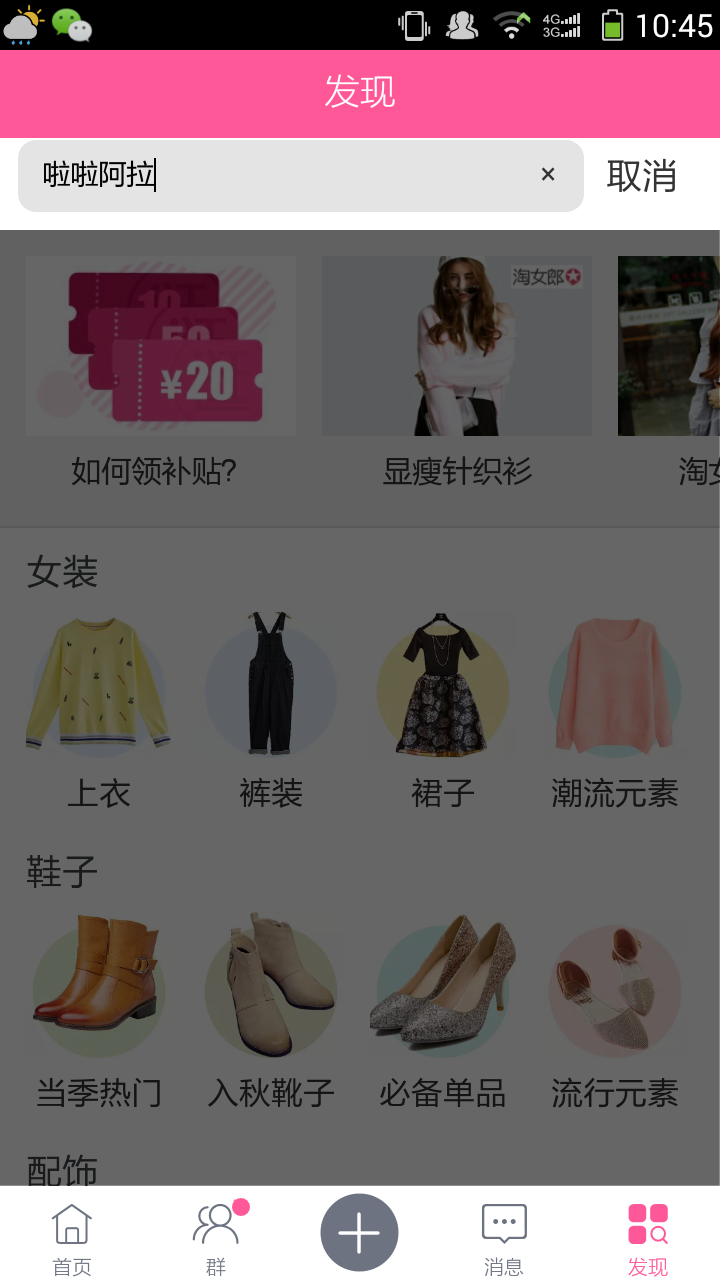 4G
3G
10:45
发现
啦啦阿拉
×
取消
10
50
¥20
淘女郎
如何领补贴?
显瘦针织衫
淘女
女装
上衣
裤装
裙子
潮流元素
鞋子
当季热门
入秋靴子
必备单品
流行元素
配饰
首页
群
消息
发现